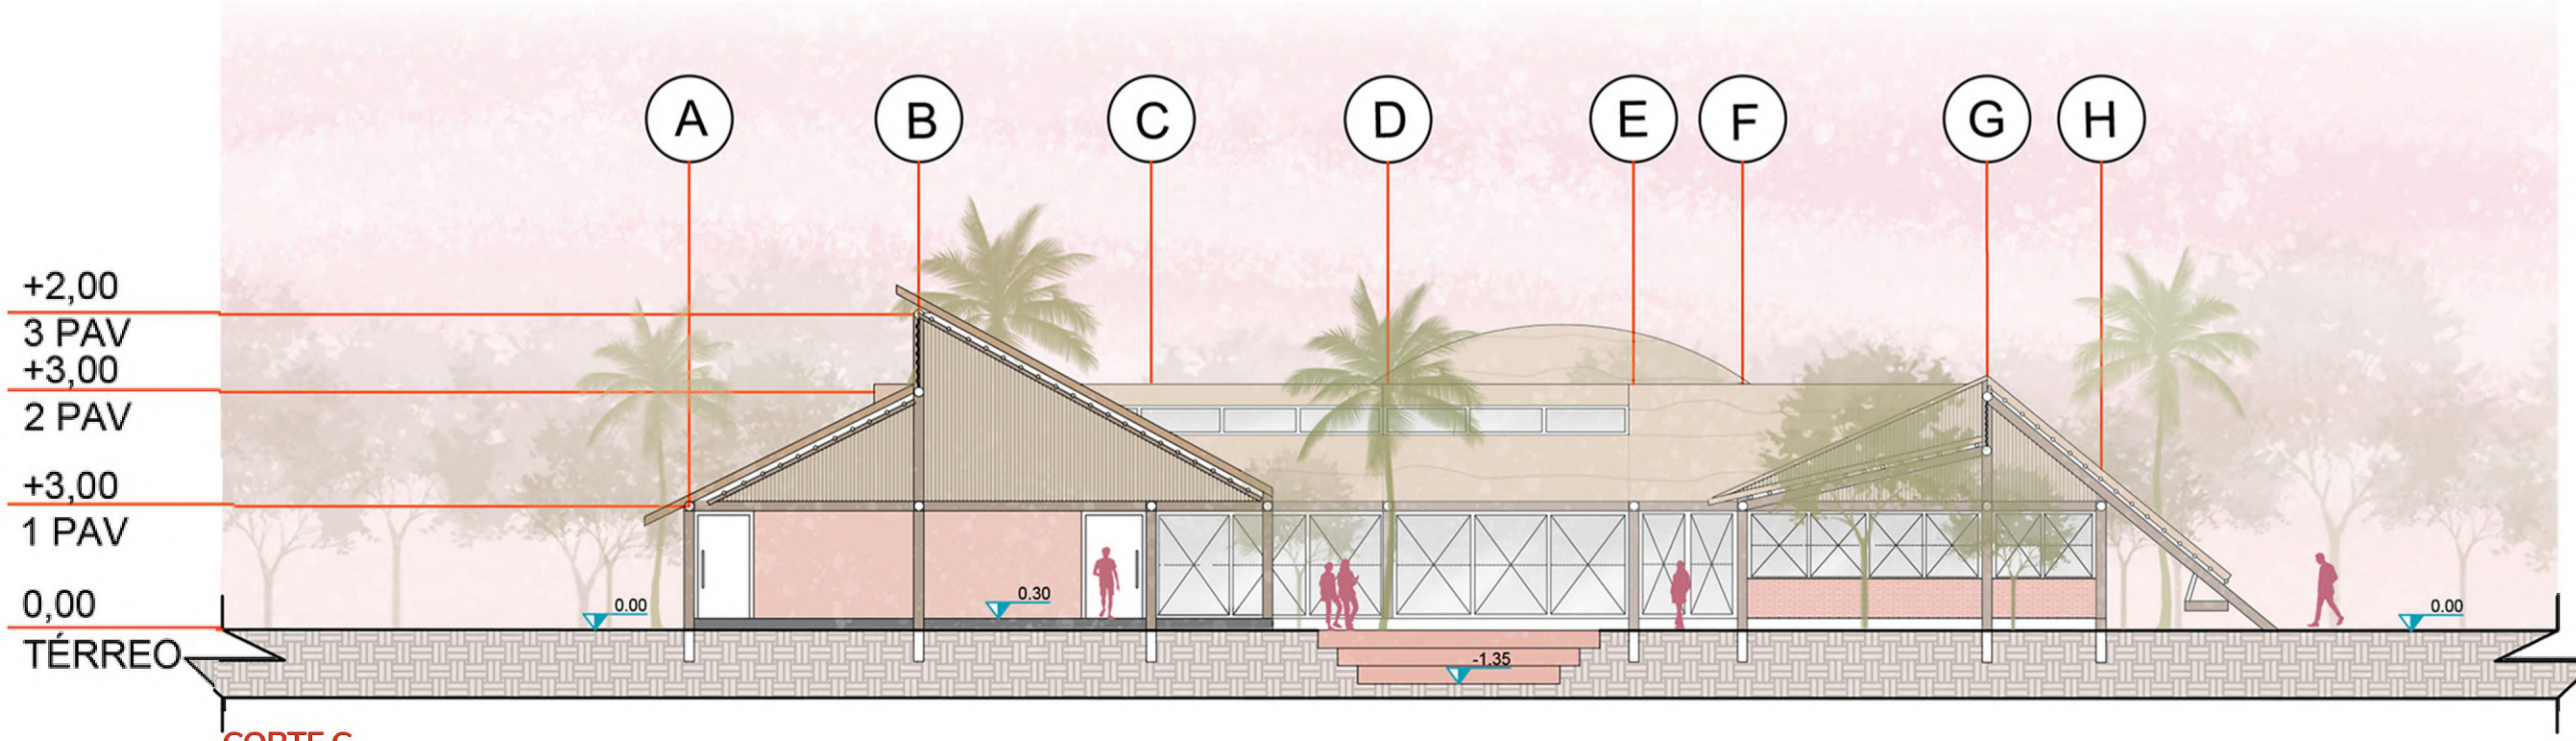 A B C D E F G H
+2,00
3 PAV
+3,00
2 PAV
+3,00
1 PAV
0,00
TÉRREO
0.00
0.30
-1.35
0.00
CORTE G